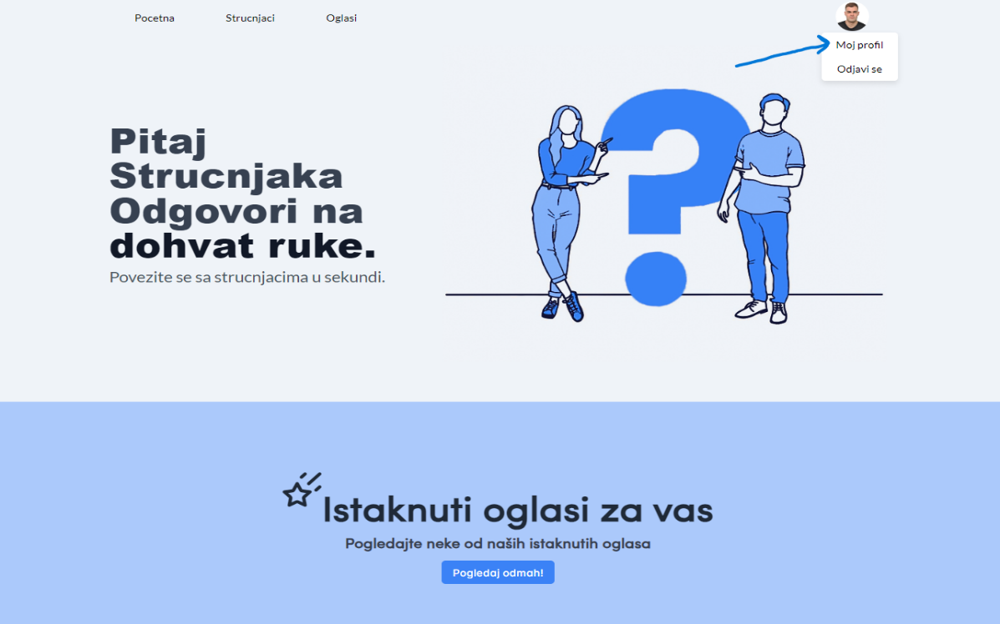 Pocetna
Strucnjaci
Oglasi
Moj profil
Odjavi se
Pitaj
Strucnjaka
Odgovori na
dohvat ruke.
Povezite se sa strucnjacima u sekundi.
Istaknuti oglasi za vas
Pogledajte neke od naših istaknutih oglasa
Pogledaj odmah!